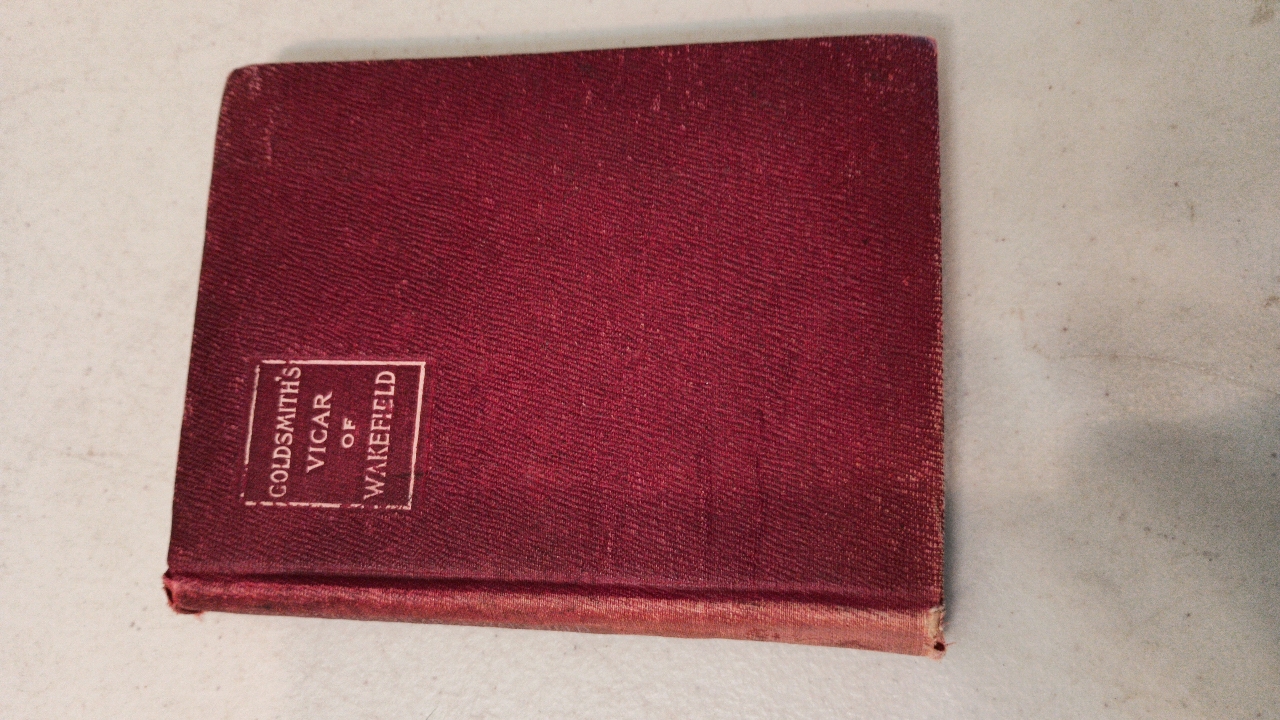 GOLDSMITH'S
VICAR
OF
WAKEFIELD